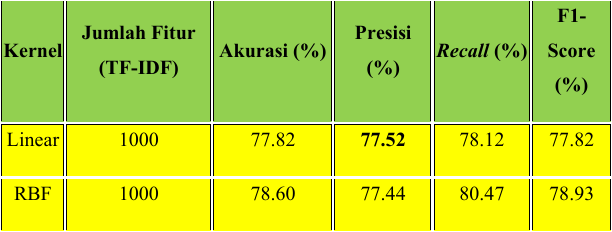 Kernel Jumlah Fitur (TF-IDF) Akurasi (%) Presisi (%) Recall (%) F1-Score (%)
Linear 1000 77.82 77.52 78.12 77.82
RBF 1000 78.60 77.44 80.47 78.93